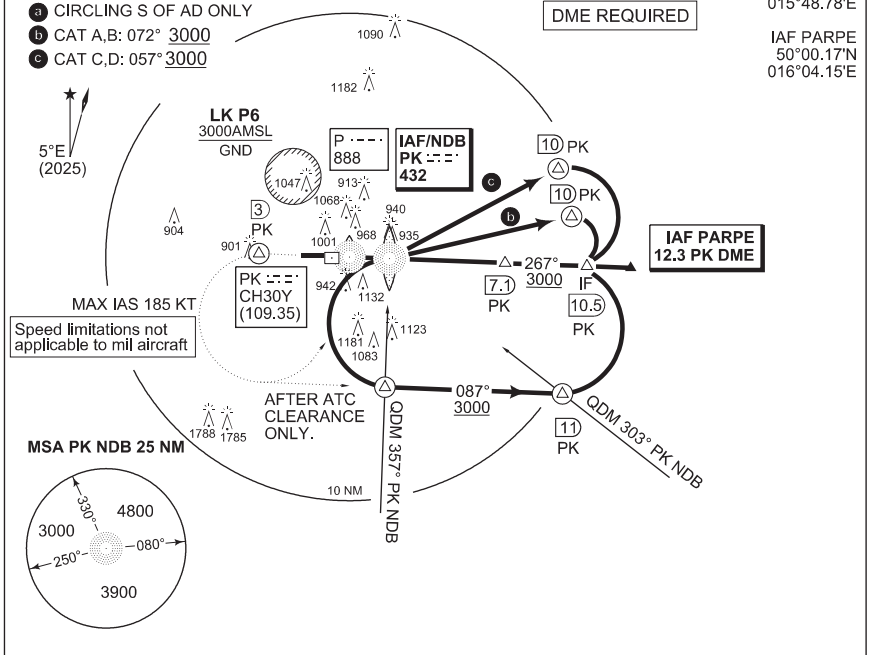 a CIRCLING S OF AD ONLY
b CAT A,B: 072° 3000
c CAT C,D: 057° 3000
DME REQUIRED
015°48.78'E
IAF PARPE
50°00.17'N
016°04.15'E
5°E
(2025)
LK P6
3000AMSL
GND
P
888
IAF/NDB
PK
432
1090
1182
1047
913
1068
940
1001
968
935
904
901
942
1132
1181
1083
1123
1788
1785
3
PK
PK
CH30Y
(109.35)
10 PK
10 PK
c
b
IAF PARPE
12.3 PK DME
267°
3000
7.1
PK
IF
10.5
PK
MAX IAS 185 KT
Speed limitations not
applicable to mil aircraft
AFTER ATC
CLEARANCE
ONLY.
087°
3000
11
PK
QDM 357° PK NDB
QDM 303° PK NDB
10 NM
MSA PK NDB 25 NM
330°
4800
3000
080°
250°
3900